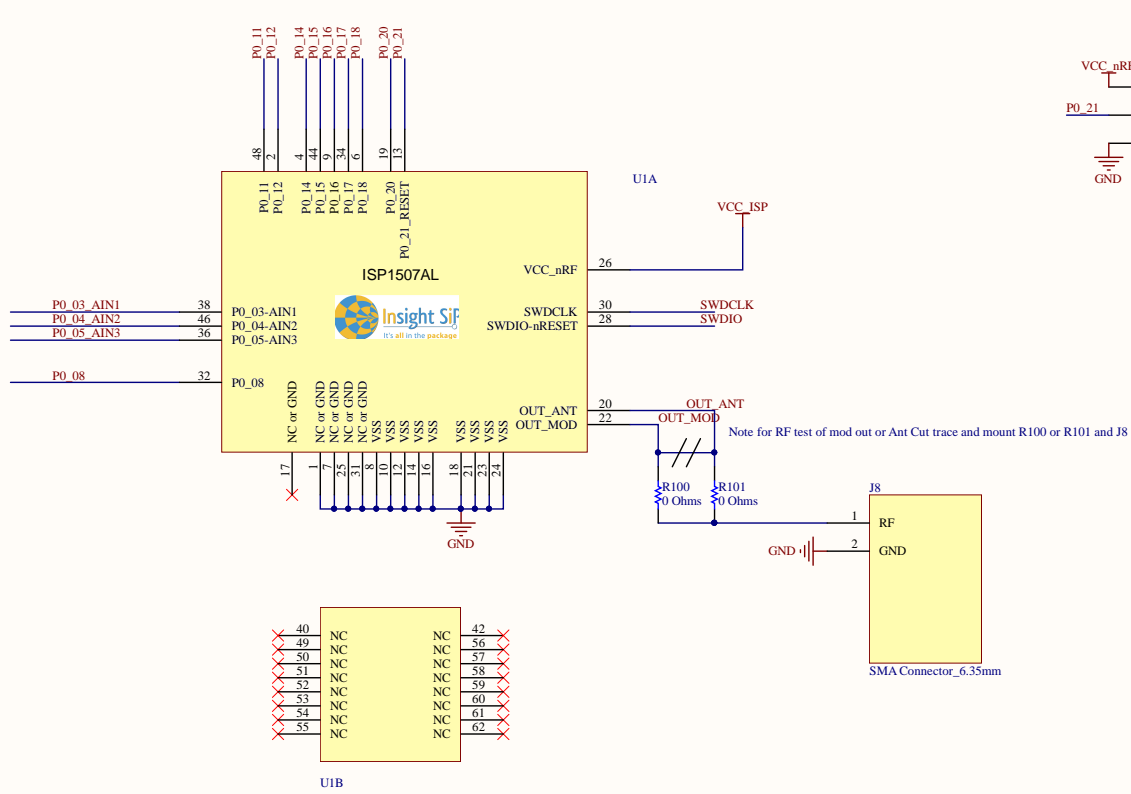 P0_11
P0_12
P0_14
P0_15
P0_16
P0_17
P0_18
P0_20
P0_21
48
2
4
44
9
34
6
19
13
P0_11
P0_12
P0_14
P0_15
P0_16
P0_17
P0_18
P0_20
P0_21_RESET
U1A
VCC_ISP
VCC_nRF
P0_21
GND
ISP1507AL
Insight SiP
It's all in the package
VCC_nRF
26
SWDCLK
30
SWDCLK
SWDIO-nRESET
28
SWDIO
P0_03_AIN1
38
P0_03-AIN1
P0_04_AIN2
46
P0_04-AIN2
P0_05_AIN3
36
P0_05-AIN3
P0_08
32
P0_08
OUT_ANT
20
OUT_ANT
OUT_MOD
22
OUT_MOD
NC or GND
NC or GND
NC or GND
NC or GND
NC or GND
VSS
VSS
VSS
VSS
VSS
VSS
VSS
VSS
VSS
17
1
7
25
31
8
10
12
14
16
18
21
23
24
GND
Note for RF test of mod out or Ant Cut trace and mount R100 or R101 and J8
R100
0 Ohms
R101
0 Ohms
J8
1
RF
GND
2
GND
SMA Connector_6.35mm
40
NC
NC
42
49
NC
NC
56
50
NC
NC
57
51
NC
NC
58
52
NC
NC
59
53
NC
NC
60
54
NC
NC
61
55
NC
NC
62
U1B